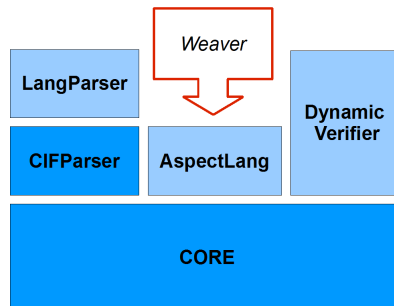 Weaver
LangParser
Dynamic
Verifier
CIFParser
AspectLang
CORE